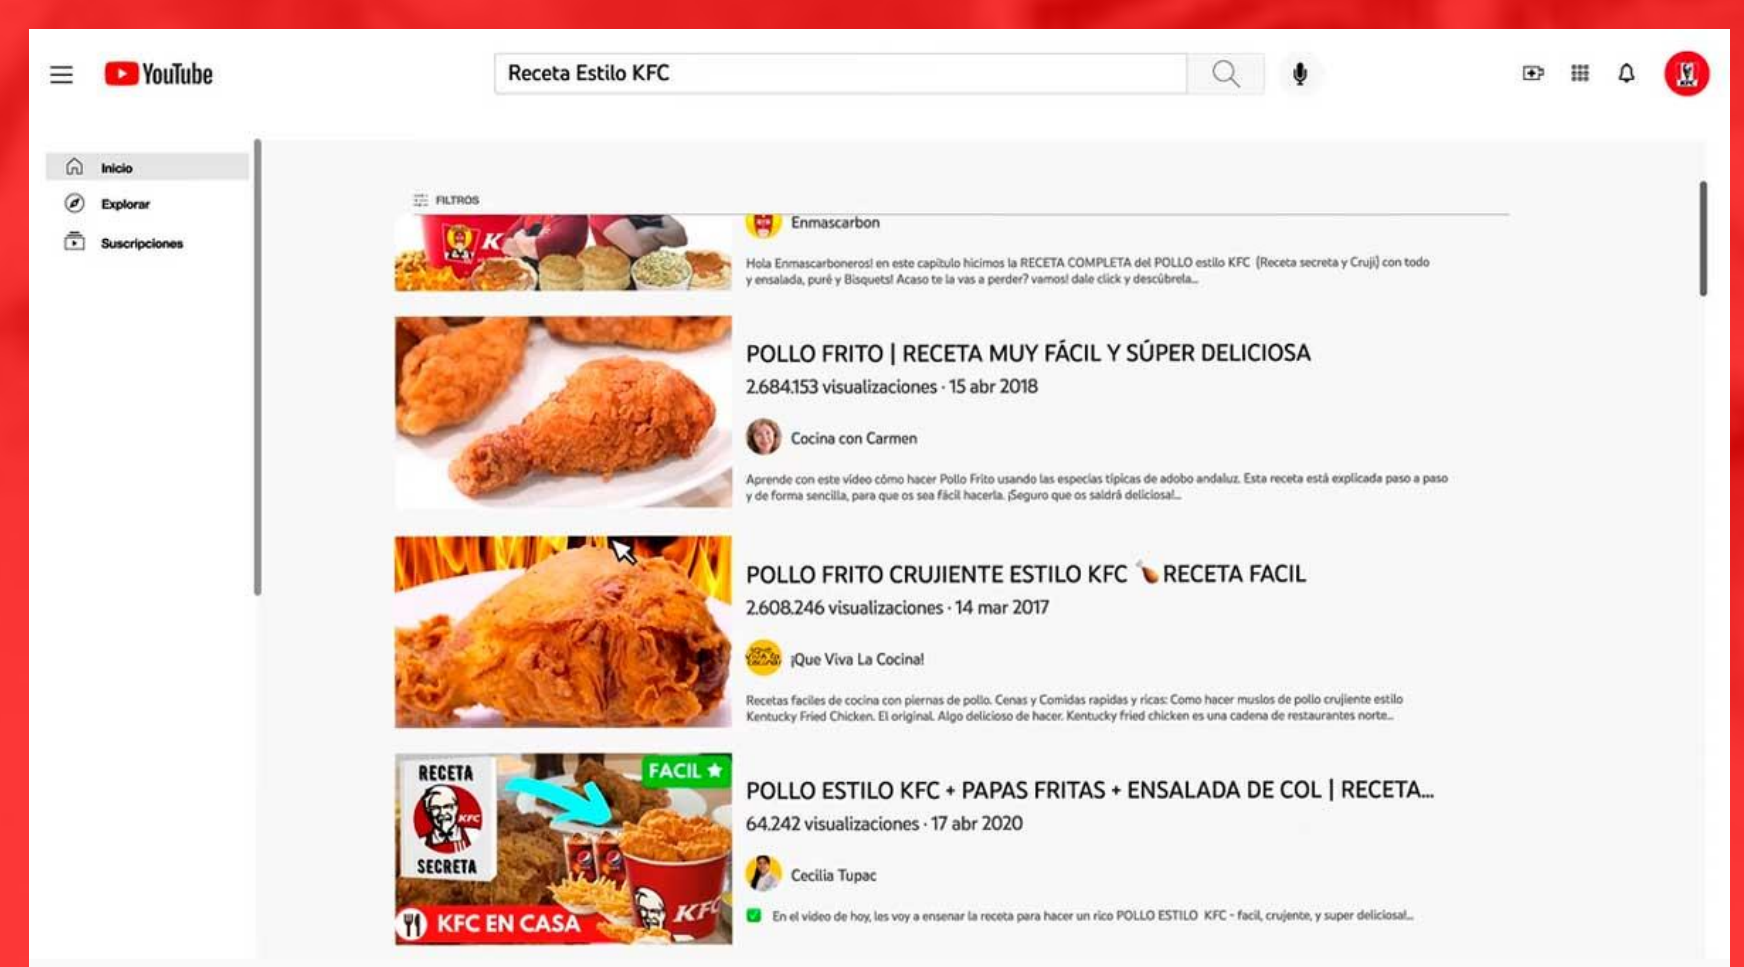 YouTube
Receta Estilo KFC
KFC
Inicio
Explorar
Suscripciones
FILTROS
K
Enmascarbon
Hola Enmascarboneros! en este capítulo hicimos la RECETA COMPLETA del POLLO estilo KFC (Receta secreta y Cruji) con todo
y ensalada, puré y Bisquets! Acaso te la vas a perder? vamos! dale click y descúbrela...
POLLO FRITO | RECETA MUY FÁCIL Y SÚPER DELICIOSA
2.684.153 visualizaciones · 15 abr 2018
Cocina con Carmen
Aprende con este vídeo cómo hacer Pollo Frito usando las especias típicas de adobo andaluz. Esta receta está explicada paso a paso
y de forma sencilla, para que os sea fácil hacerla. ¡Seguro que os saldrá deliciosa!...
POLLO FRITO CRUJIENTE ESTILO KFC 🍗 RECETA FACIL
2.608.246 visualizaciones · 14 mar 2017
¡QUE VIVA LA COCINA!
¡Que Viva La Cocina!
Recetas faciles de cocina con piernas de pollo. Cenas y Comidas rapidas y ricas: Como hacer muslos de pollo crujiente estilo
Kentucky Fried Chicken. El original. Algo delicioso de hacer. Kentucky fried chicken es una cadena de restaurantes norte...
RECETA
KFC
SECRETA
FACIL ★
KFC
KFC EN CASA
POLLO ESTILO KFC + PAPAS FRITAS + ENSALADA DE COL | RECETA...
64.242 visualizaciones · 17 abr 2020
Cecilia Tupac
✅ En el video de hoy, les voy a ensenar la receta para hacer un rico POLLO ESTILO KFC - facil, crujente, y super deliciosa!...